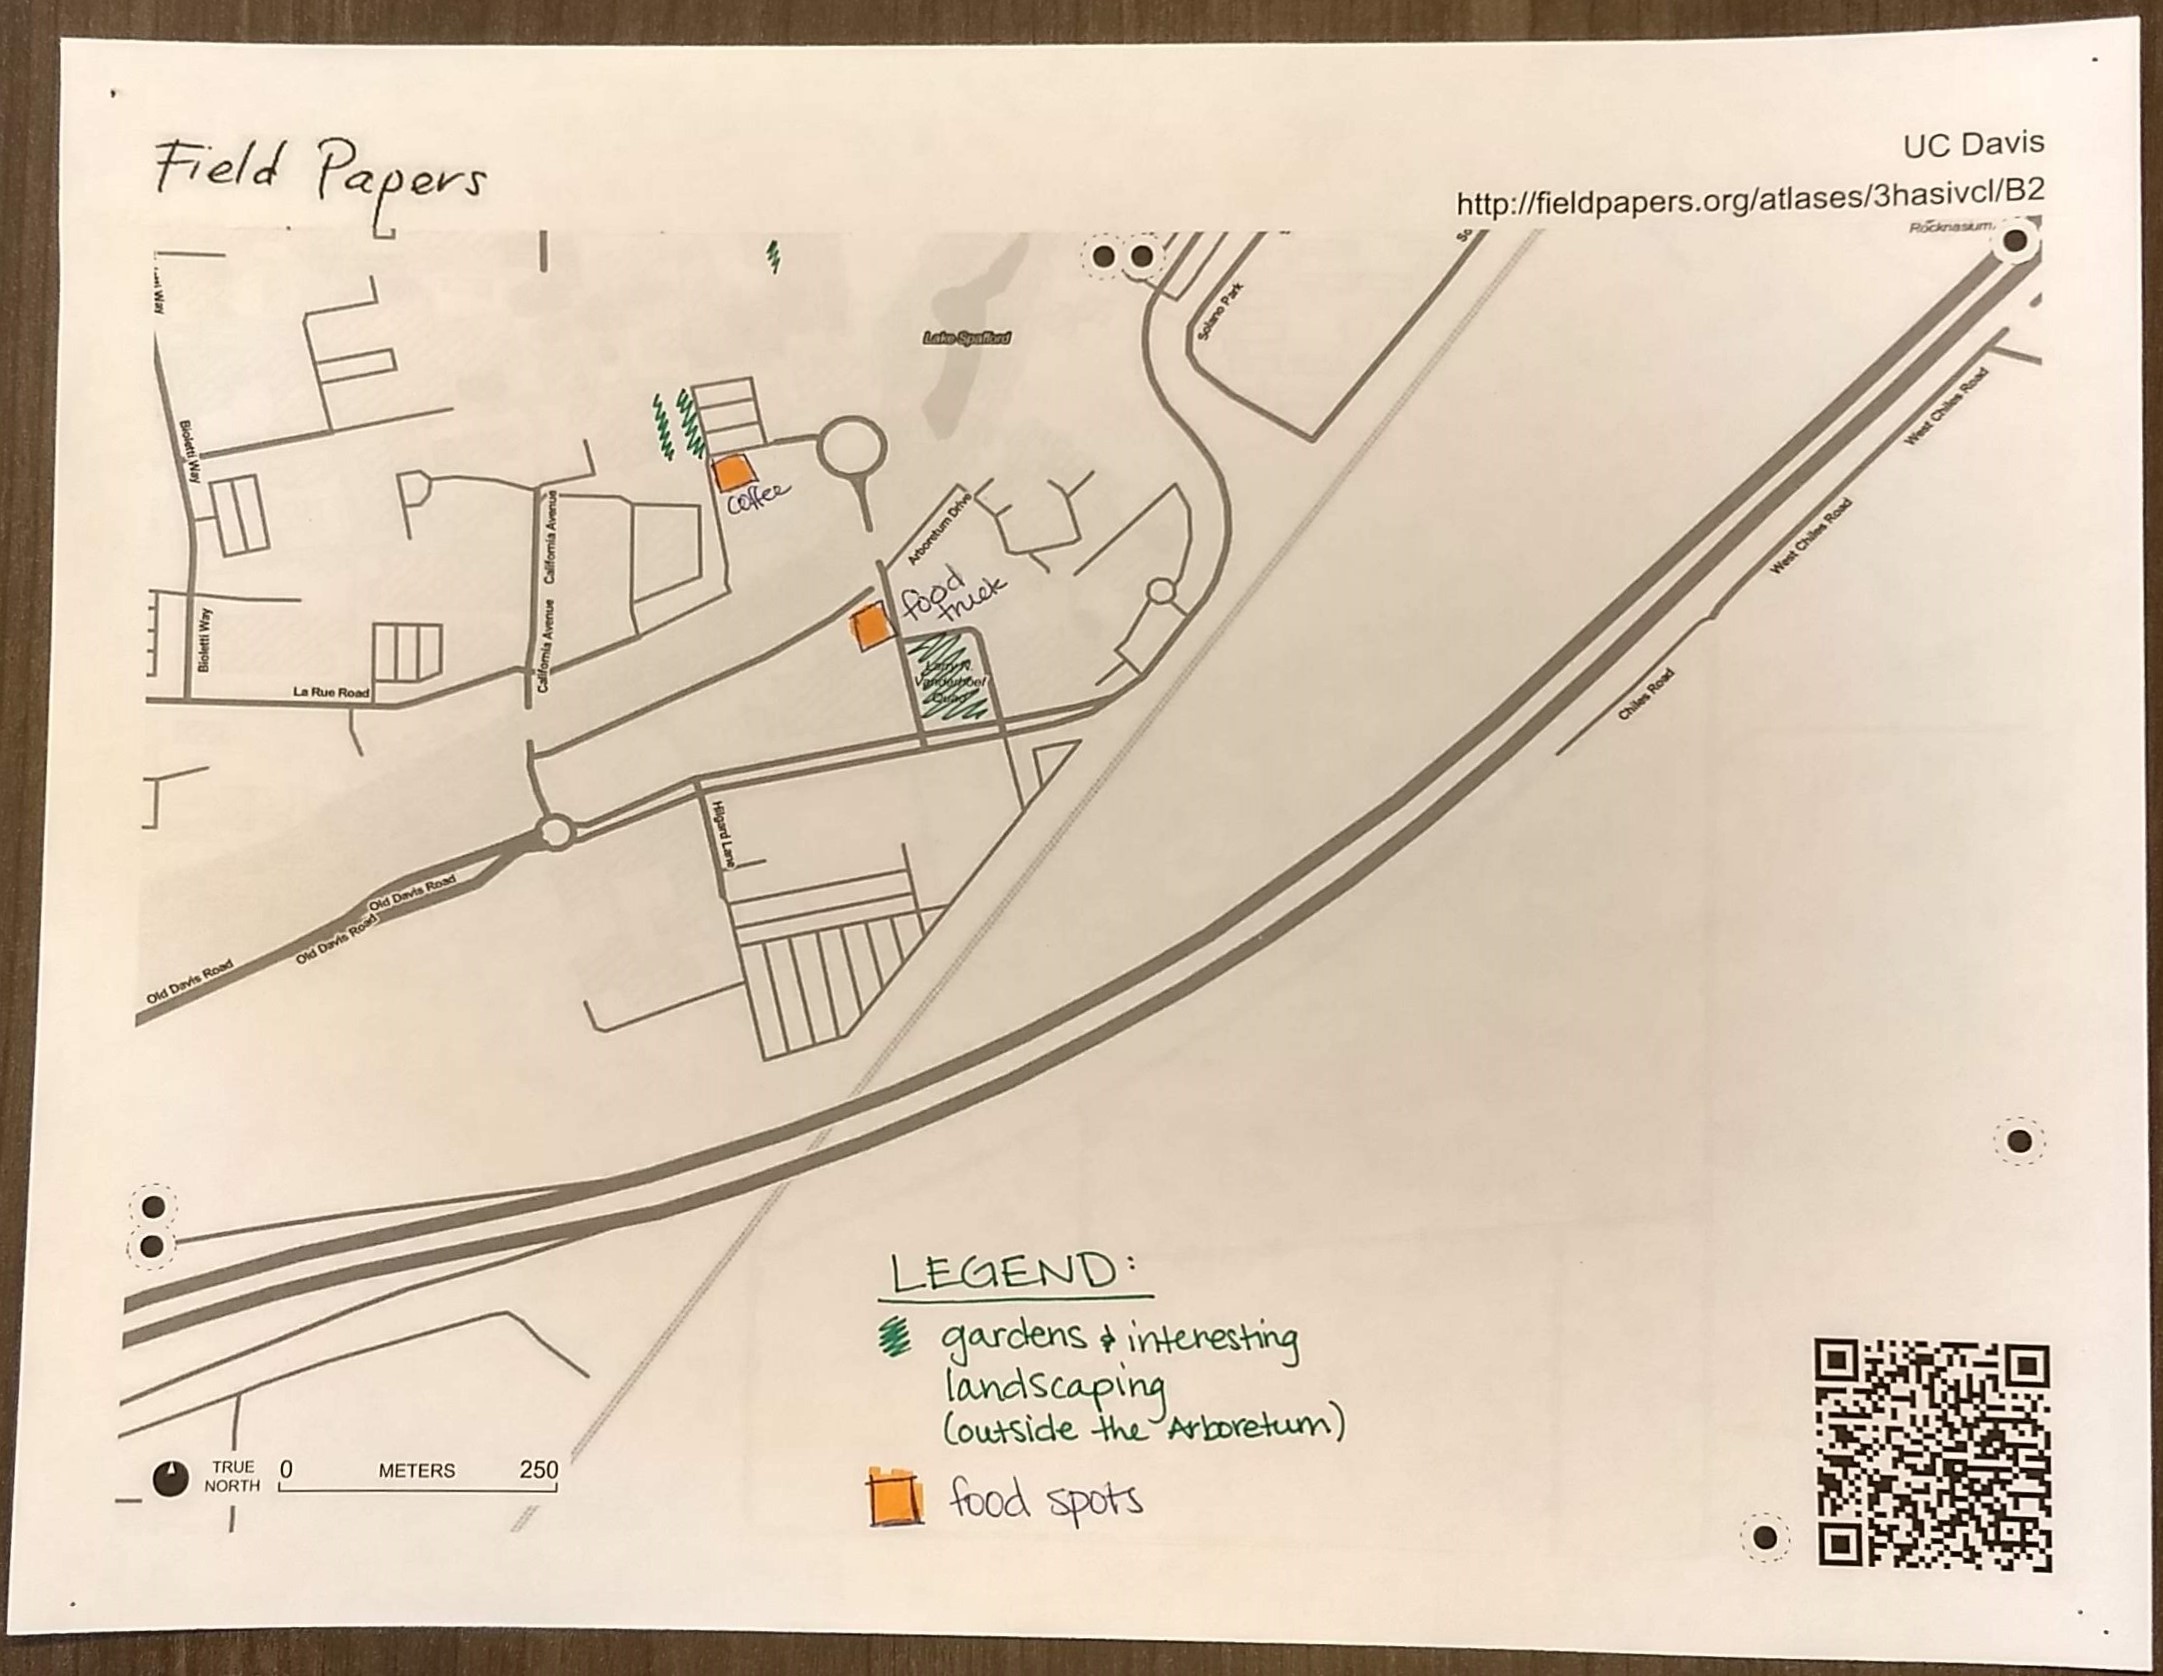 Field Papers
UC Davis
http://fieldpapers.org/atlases/3hasivcl/B2
Rocknasium
Way
So
Solano Park
Lake Spafford
West Chiles Road
Bioletti Way
coffee
California Avenue
Arboretum Drive
West Chiles Road
food
truck
Bioletti Way
California Avenue
Larry N.
Vanderhoef
Quad
La Rue Road
Chiles Road
Hilgard Lane
Old Davis Road
Old Davis Road
Old Davis Road
LEGEND:
gardens & interesting
landscaping
(outside the Arboretum)
food spots
TRUE
NORTH
0 METERS 250